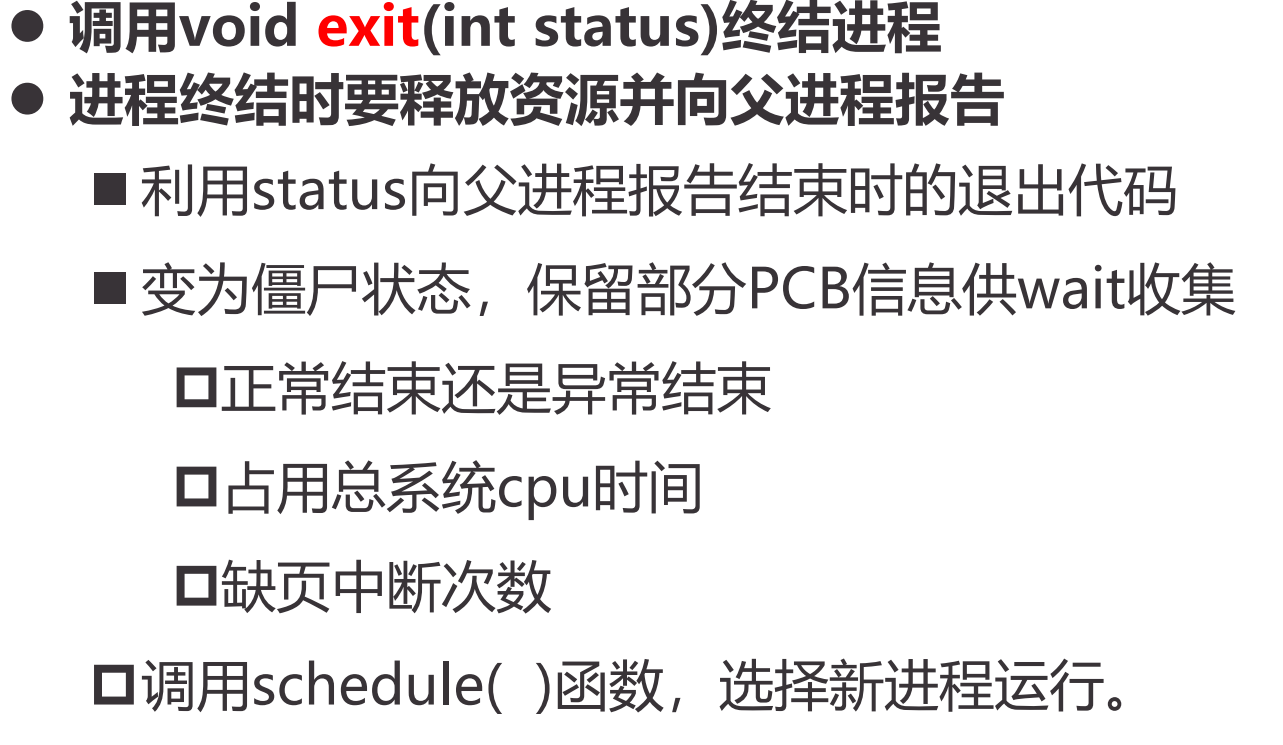 ● 调用void exit(int status)终结进程
● 进程终结时要释放资源并向父进程报告
■ 利用status向父进程报告结束时的退出代码
■ 变为僵尸状态，保留部分PCB信息供wait收集
□正常结束还是异常结束
□占用总系统cpu时间
□缺页中断次数
□调用schedule( )函数，选择新进程运行。